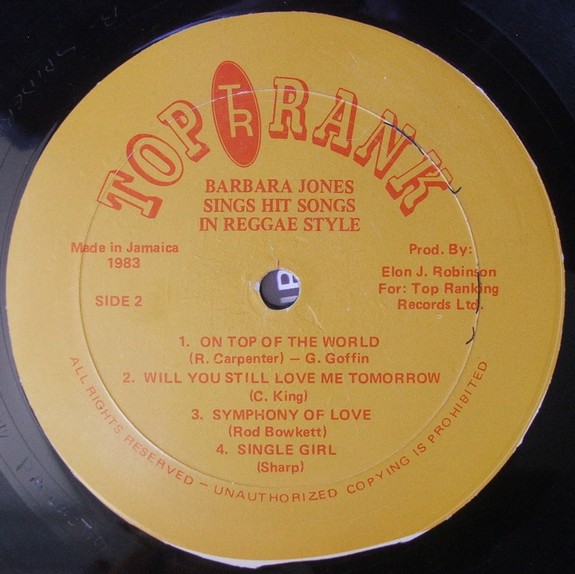 TOP TR RANK
BARBARA JONES
SINGS HIT SONGS
IN REGGAE STYLE
Made in Jamaica
1983
SIDE 2
Prod. By:
Elon J. Robinson
For: Top Ranking
Records Ltd.
1. ON TOP OF THE WORLD
(R. Carpenter) – G. Goffin
2. WILL YOU STILL LOVE ME TOMORROW
(C. King)
3. SYMPHONY OF LOVE
(Rod Bowkett)
4. SINGLE GIRL
(Sharp)
ALL RIGHTS RESERVED – UNAUTHORIZED COPYING IS PROHIBITED